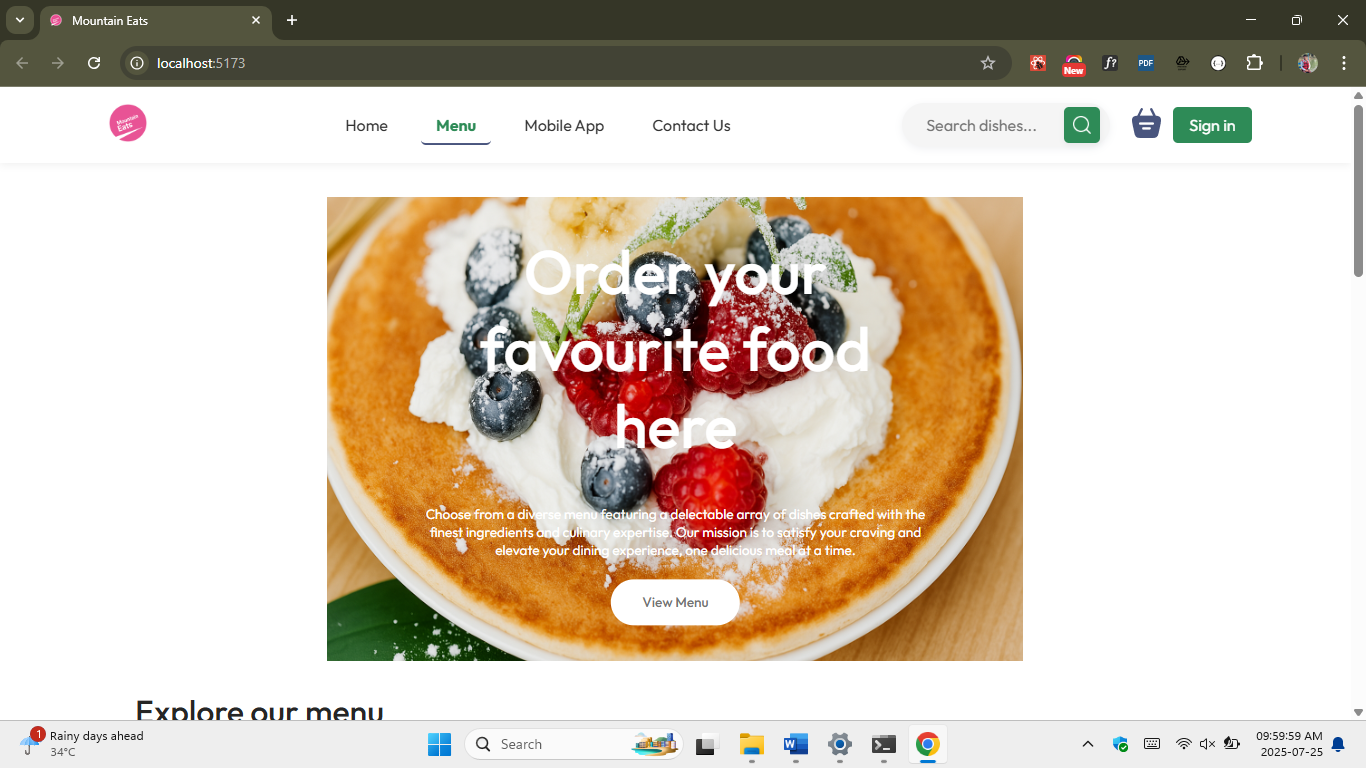 Mountain Eats
localhost:5173
New
f?
PDF
Mountain
Eats
Home
Menu
Mobile App
Contact Us
Search dishes...
Sign in
Order your
favourite food
here
Choose from a diverse menu featuring a delectable array of dishes crafted with the
finest ingredients and culinary expertise. Our mission is to satisfy your craving and
elevate your dining experience, one delicious meal at a time.
View Menu
Explore our menu
1
Rainy days ahead
34°C
Search
09:59:59 AM
2025-07-25